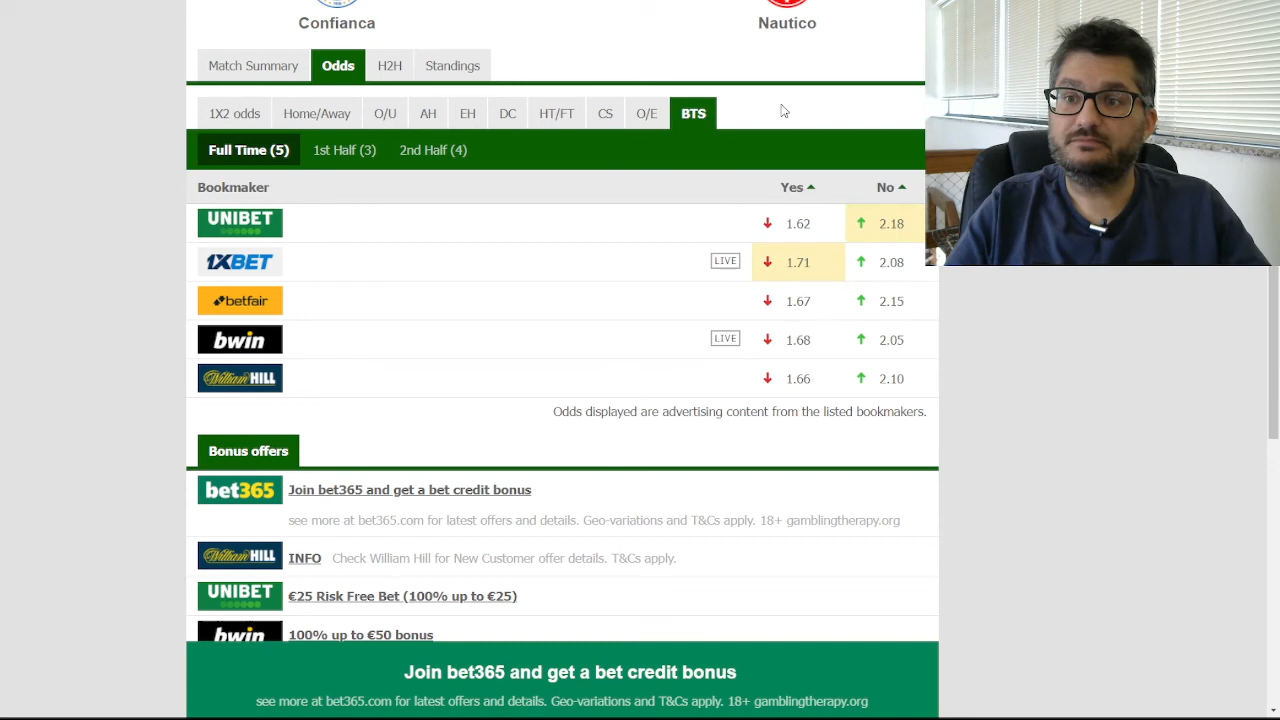 Confianca Nautico
Match Summary Odds H2H Standings
1X2 odds Home/Away O/U AH EH DC HT/FT CS O/E BTS
Full Time (5) 1st Half (3) 2nd Half (4)
Bookmaker Yes No
UNIBET 1.62 2.18
1XBET LIVE 1.71 2.08
betfair 1.67 2.15
bwin LIVE 1.68 2.05
William HILL 1.66 2.10
Odds displayed are advertising content from the listed bookmakers.
Bonus offers
bet365 Join bet365 and get a bet credit bonus
see more at bet365.com for latest offers and details. Geo-variations and T&Cs apply. 18+ gamblingtherapy.org
William HILL INFO Check William Hill for New Customer offer details. T&Cs apply.
UNIBET €25 Risk Free Bet (100% up to €25)
bwin 100% up to €50 bonus
Join bet365 and get a bet credit bonus
see more at bet365.com for latest offers and details. Geo-variations and T&Cs apply. 18+ gamblingtherapy.org